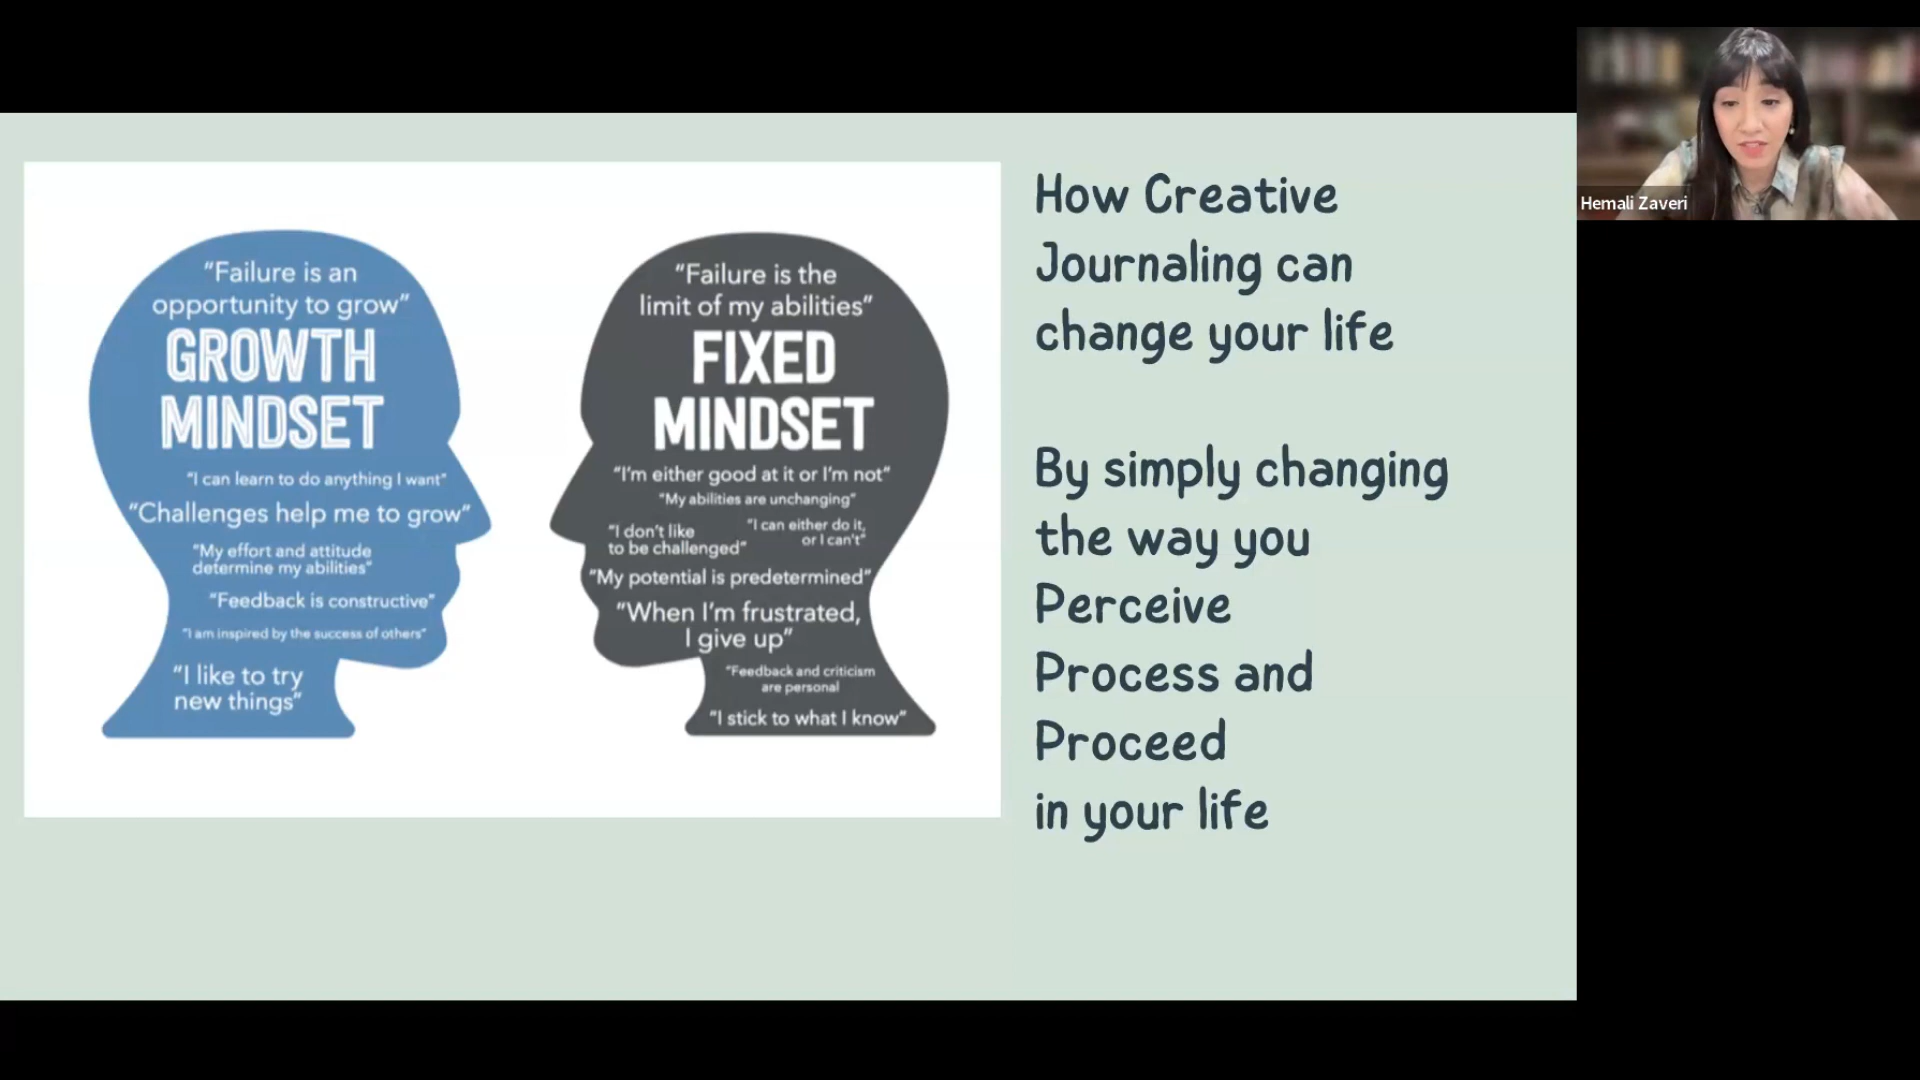 "Failure is an
opportunity to grow"
GROWTH
MINDSET
"I can learn to do anything I want"
"Challenges help me to grow"
"My effort and attitude
determine my abilities"
"Feedback is constructive"
"I am inspired by the success of others"
"I like to try
new things"
"Failure is the
limit of my abilities"
FIXED
MINDSET
"I'm either good at it or I'm not"
"My abilities are unchanging"
"I don't like
to be challenged"
"I can either do it,
or I can't"
"My potential is predetermined"
"When I'm frustrated,
I give up"
"Feedback and criticism
are personal
"I stick to what I know"
How Creative
Journaling can
change your life
By simply changing
the way you
Perceive
Process and
Proceed
in your life
Hemali Zaveri